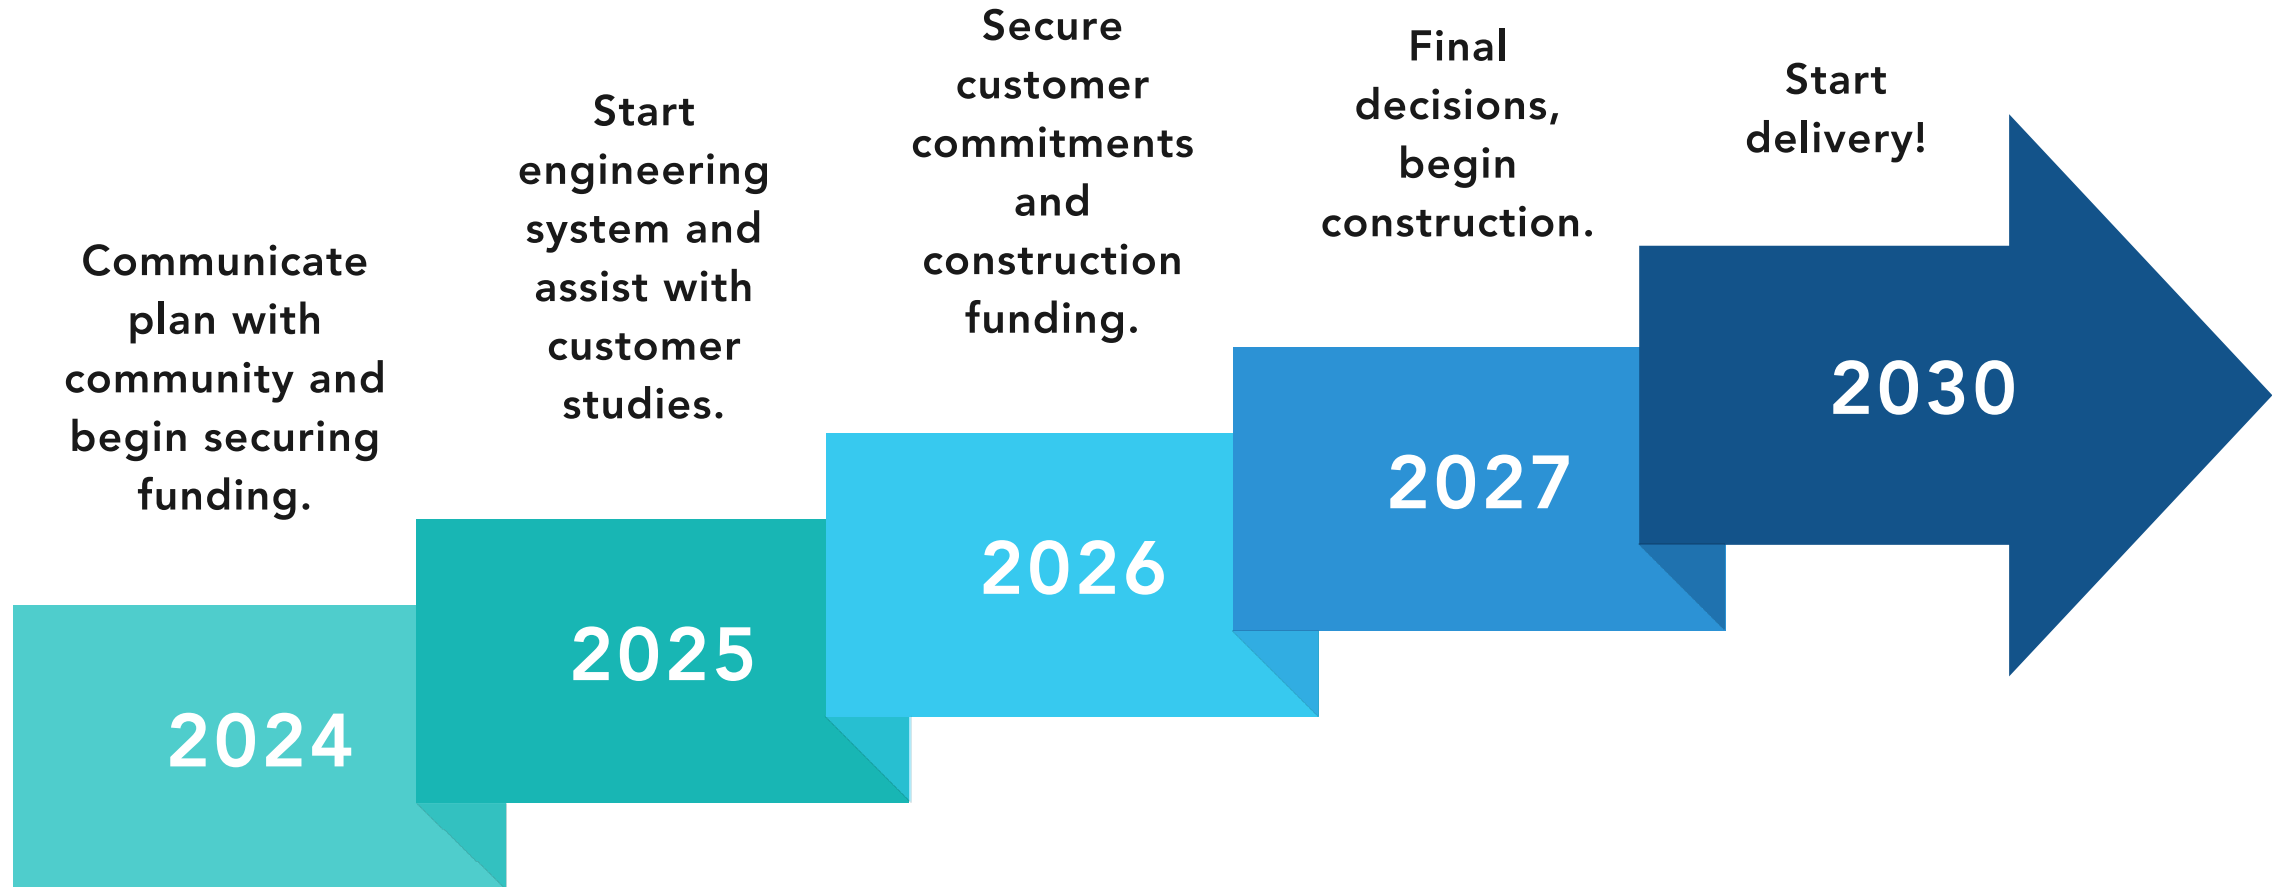 Communicate
plan with
community and
begin securing
funding.
2024
Start
engineering
system and
assist with
customer
studies.
2025
Secure
customer
commitments
and
construction
funding.
2026
Final
decisions,
begin
construction.
2027
Start
delivery!
2030